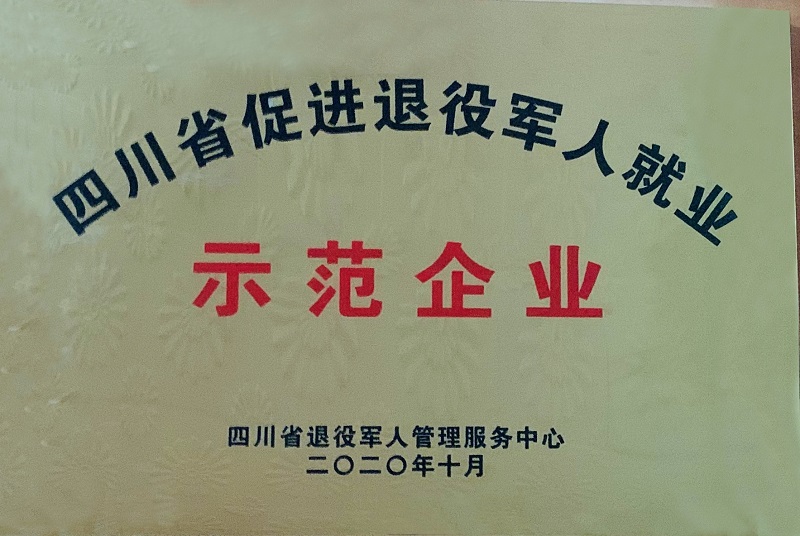 四川省促进退役军人就业
示范企业
四川省退役军人管理服务中心
二〇二〇年十月